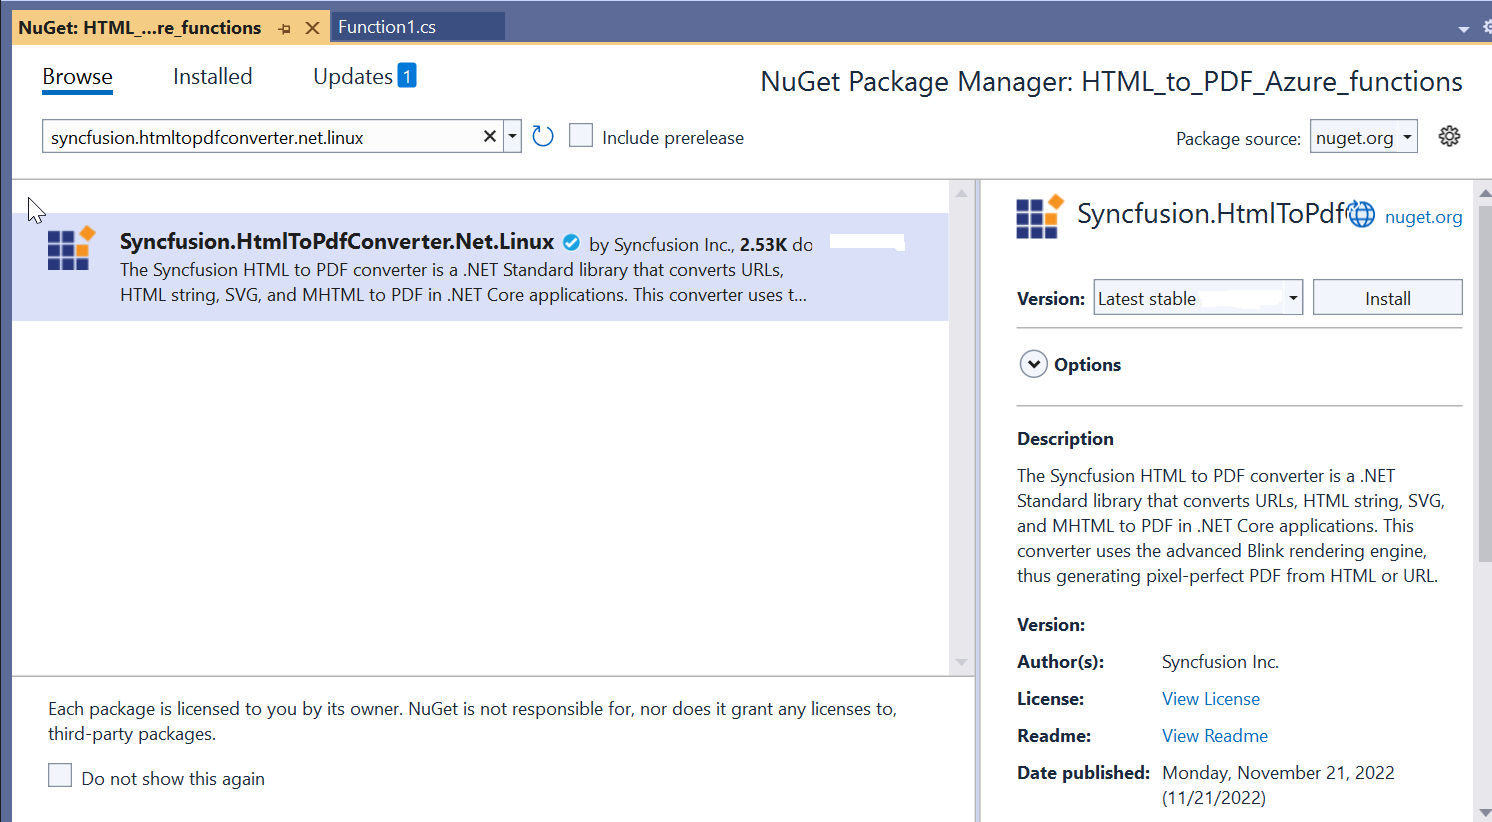 NuGet: HTML_...re_functions
Function1.cs
Browse
Installed
Updates 1
NuGet Package Manager: HTML_to_PDF_Azure_functions
syncfusion.htmltopdfconverter.net.linux
Include prerelease
Package source: nuget.org
Syncfusion.HtmlToPdfConverter.Net.Linux by Syncfusion Inc., 2.53K do
The Syncfusion HTML to PDF converter is a .NET Standard library that converts URLs,
HTML string, SVG, and MHTML to PDF in .NET Core applications. This converter uses t...
Each package is licensed to you by its owner. NuGet is not responsible for, nor does it grant any licenses to,
third-party packages.
Do not show this again
Syncfusion.HtmlToPdf
nuget.org
Version: Latest stable
Install
Options
Description
The Syncfusion HTML to PDF converter is a .NET
Standard library that converts URLs, HTML string, SVG,
and MHTML to PDF in .NET Core applications. This
converter uses the advanced Blink rendering engine,
thus generating pixel-perfect PDF from HTML or URL.
Version:
Author(s): Syncfusion Inc.
License: View License
Readme: View Readme
Date published: Monday, November 21, 2022
(11/21/2022)